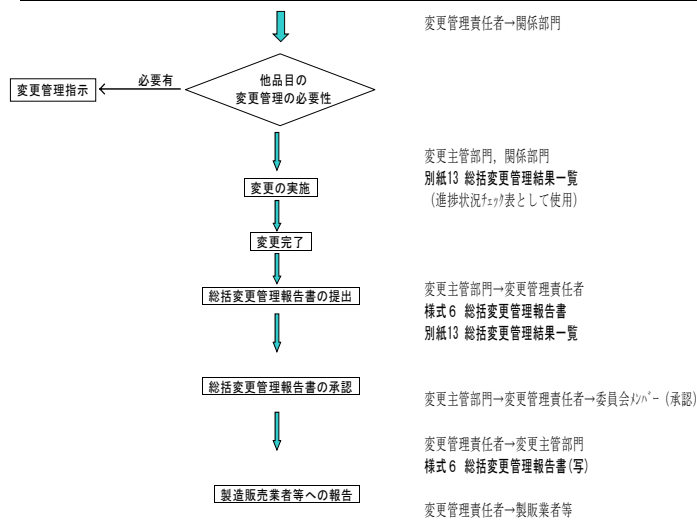 変更管理責任者→関係部門
他品目の
変更管理の必要性
必要有
変更管理指示
変更主管部門，関係部門
別紙13 総括変更管理結果一覧
（進捗状況ﾁｪｯｸ表として使用）
変更の実施
変更完了
総括変更管理報告書の提出
変更主管部門→変更管理責任者
様式６ 総括変更管理報告書
別紙13 総括変更管理結果一覧
総括変更管理報告書の承認
変更主管部門→変更管理責任者→委員会ﾒﾝﾊﾞｰ（承認）
変更管理責任者→変更主管部門
様式６ 総括変更管理報告書(写)
製造販売業者等への報告
変更管理責任者→製販業者等